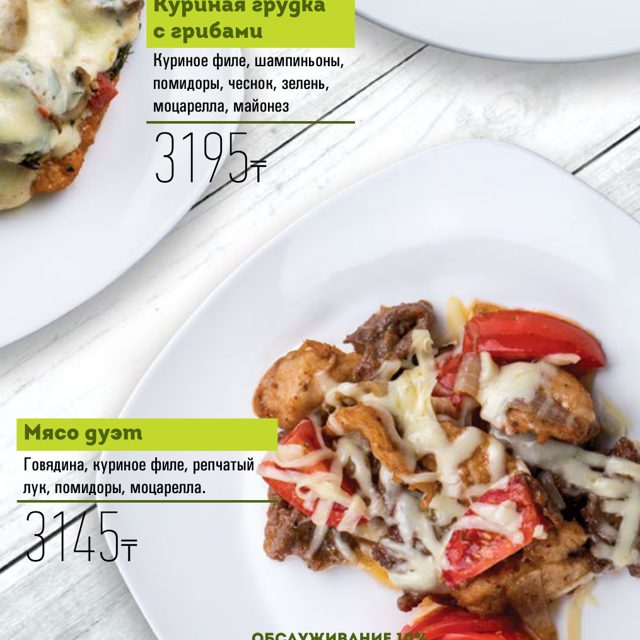 Куриная грудка
с грибами
Куриное филе, шампиньоны,
помидоры, чеснок, зелень,
моцарелла, майонез
3195₸
Мясо дуэт
Говядина, куриное филе, репчатый
лук, помидоры, моцарелла.
3145₸
ОБСЛУЖИВАНИЕ 10%